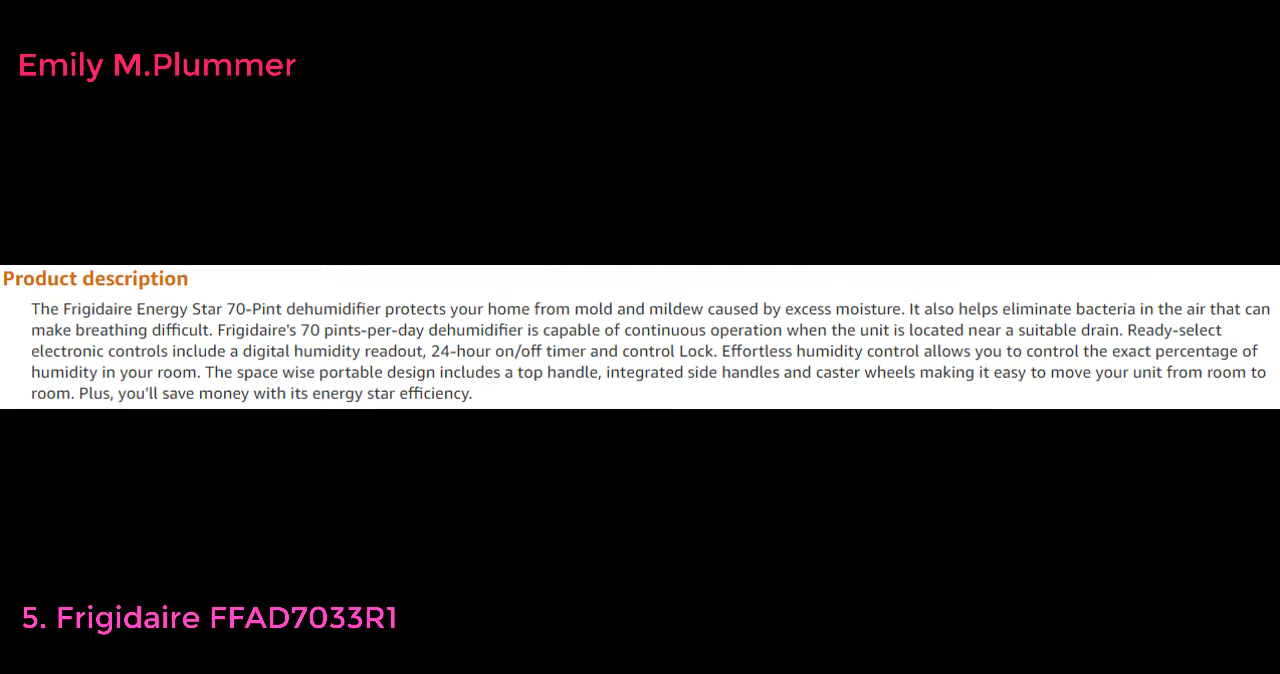 Emily M.Plummer
Product description
The Frigidaire Energy Star 70-Pint dehumidifier protects your home from mold and mildew caused by excess moisture. It also helps eliminate bacteria in the air that can
make breathing difficult. Frigidaire's 70 pints-per-day dehumidifier is capable of continuous operation when the unit is located near a suitable drain. Ready-select
electronic controls include a digital humidity readout, 24-hour on/off timer and control Lock. Effortless humidity control allows you to control the exact percentage of
humidity in your room. The space wise portable design includes a top handle, integrated side handles and caster wheels making it easy to move your unit from room to
room. Plus, you'll save money with its energy star efficiency.
5. Frigidaire FFAD7033R1